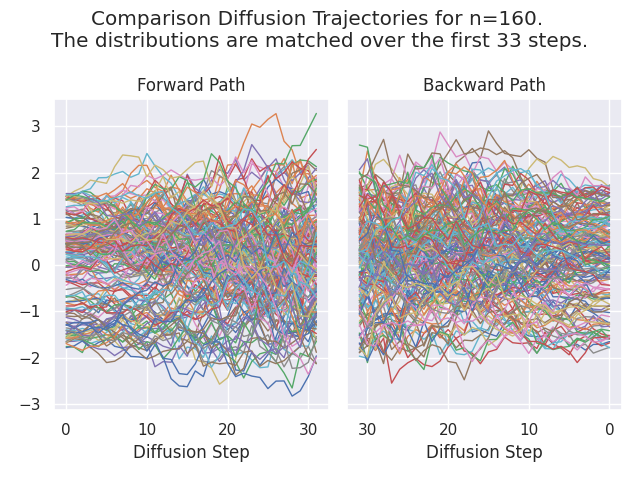 Comparison Diffusion Trajectories for n=160.
The distributions are matched over the first 33 steps.
Forward Path
Backward Path
3
2
1
0
−1
−2
−3
0 10 20 30
30 20 10 0
Diffusion Step
Diffusion Step